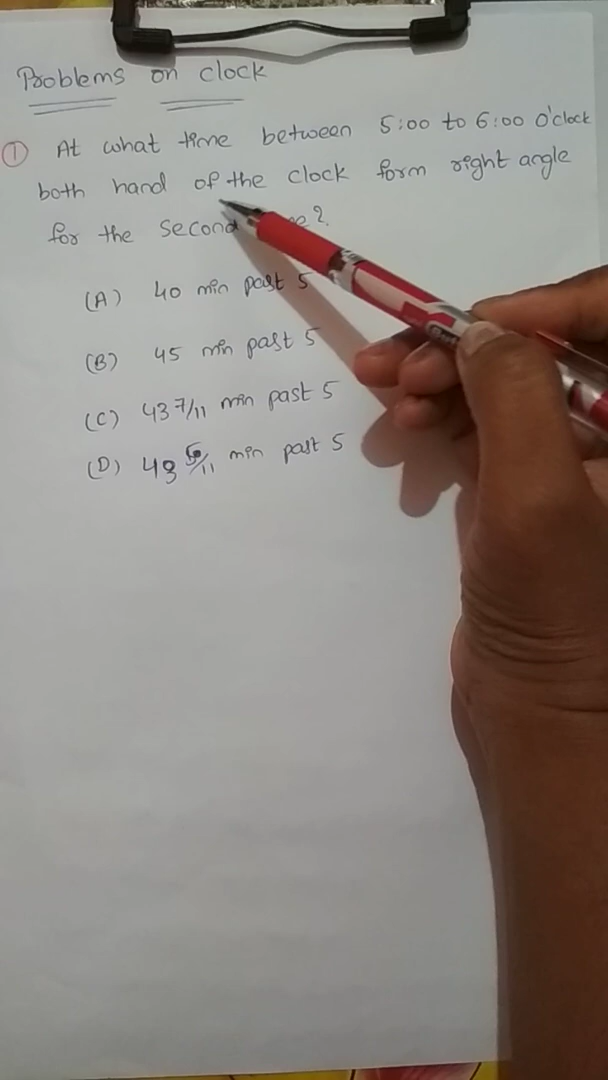 Problems on clock
① At what time between 5:00 to 6:00 O'clock
both hand of the clock form right angle
for the second ?
(A) 40 min past 5
(B) 45 min past 5
(C) 43 7/11 min past 5
(D) 43 5/11 min past 5